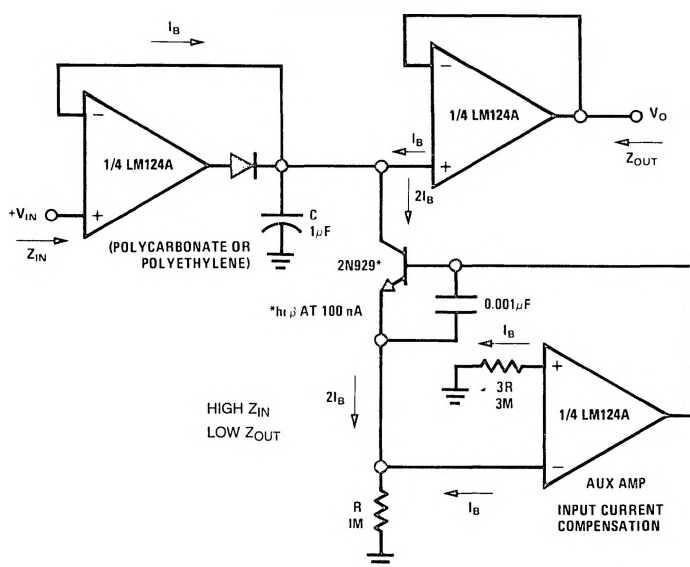 I_B
−
1/4 LM124A
+
+V_IN
Z_IN
C
1μF
(POLYCARBONATE OR
POLYETHYLENE)
−
1/4 LM124A
+
V_O
Z_OUT
I_B
2I_B
2N929*
*hi β AT 100 nA
0.001μF
I_B
3R
3M
+
1/4 LM124A
−
2I_B
HIGH Z_IN
LOW Z_OUT
R
1M
I_B
AUX AMP
INPUT CURRENT
COMPENSATION